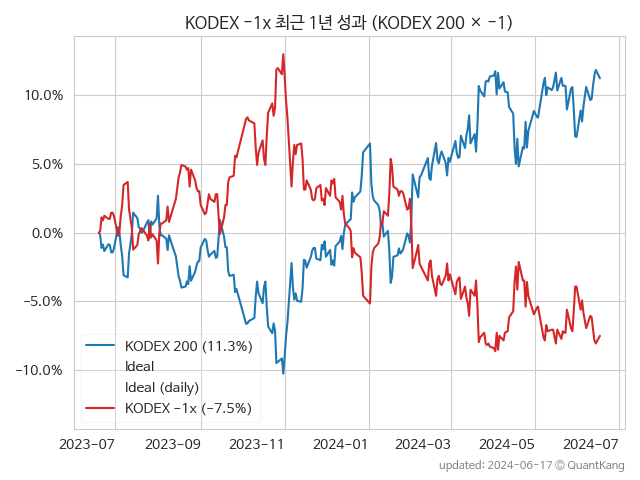 KODEX -1x 최근 1년 성과 (KODEX 200 × -1)
10.0%
5.0%
0.0%
-5.0%
-10.0%
KODEX 200 (11.3%)
Ideal
Ideal (daily)
KODEX -1x (-7.5%)
2023-07 2023-09 2023-11 2024-01 2024-03 2024-05 2024-07
updated: 2024-06-17 © QuantKang